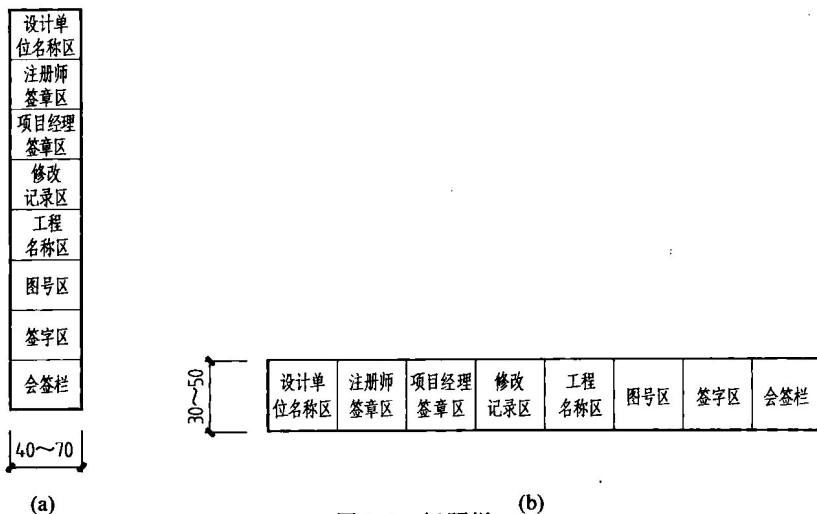 设计单
位名称区
注册师
签章区
项目经理
签章区
修改
记录区
工程
名称区
图号区
签字区
会签栏
40～70
(a)
30～50
设计单
位名称区
注册师
签章区
项目经理
签章区
修改
记录区
工程
名称区
图号区
签字区
会签栏
(b)